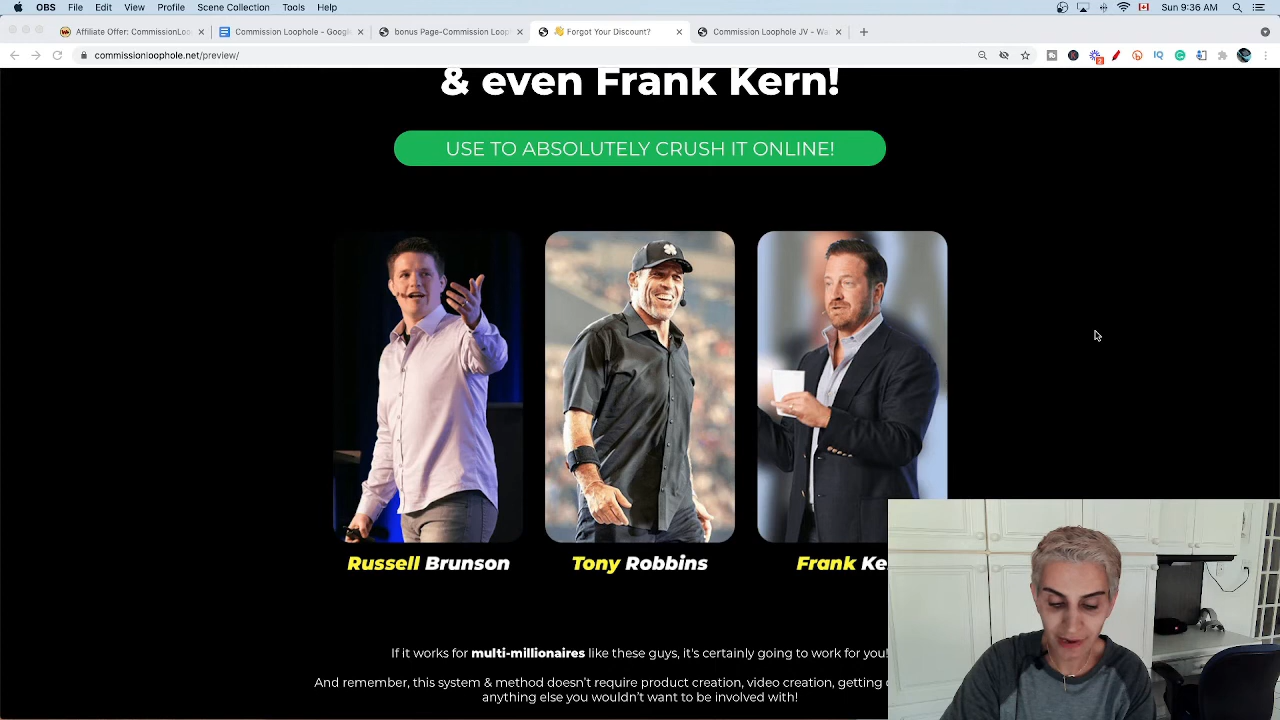 OBS File Edit View Profile Scene Collection Tools Help Sun 9:36 AM
Affiliate Offer: CommissionLoo × Commission Loophole - Googl × bonus Page-Commission Loop × 👋 Forgot Your Discount? × Commission Loophole JV - Wa × +
commissionloophole.net/preview/
& even Frank Kern!
USE TO ABSOLUTELY CRUSH IT ONLINE!
Russell Brunson
Tony Robbins
Frank Ke
If it works for multi-millionaires like these guys, it's certainly going to work for you!
And remember, this system & method doesn't require product creation, video creation, getting
anything else you wouldn't want to be involved with!